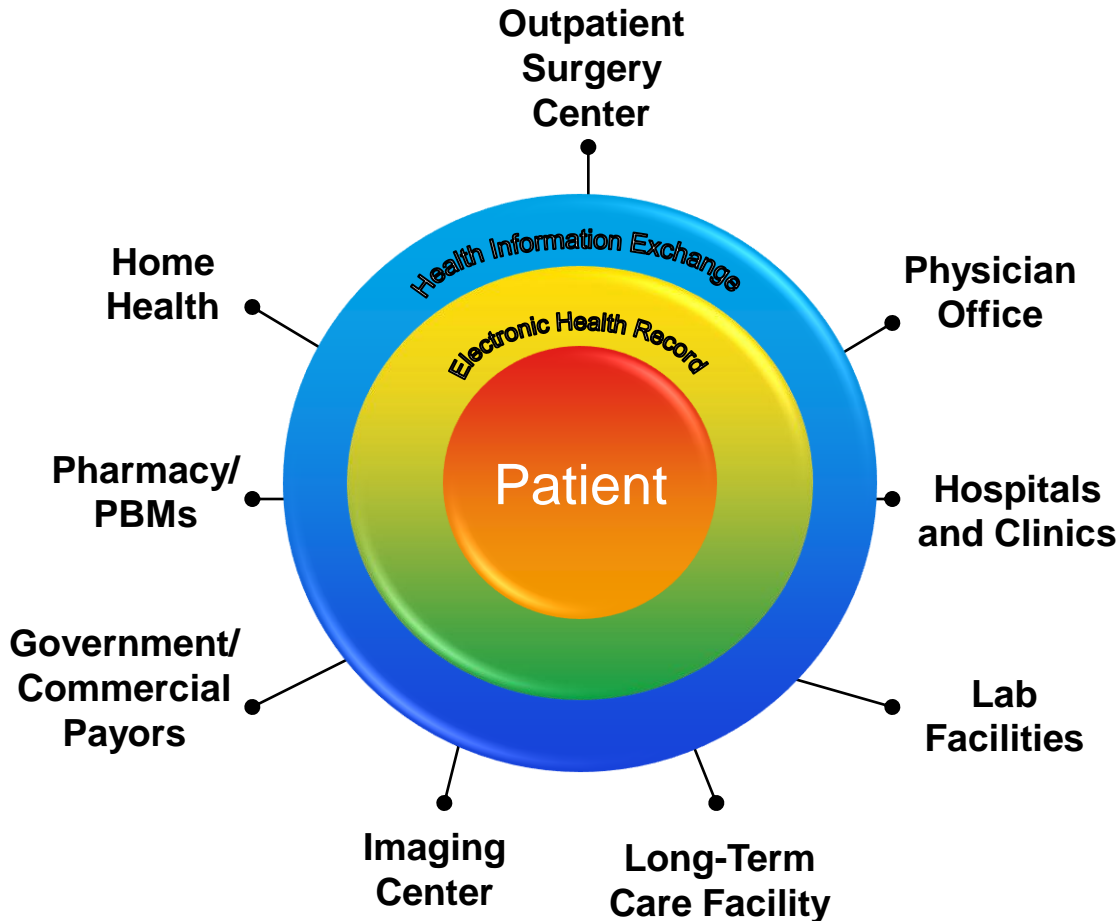 Outpatient
Surgery
Center
Home
Health
Physician
Office
Health Information Exchange
Electronic Health Record
Patient
Pharmacy/
PBMs
Hospitals
and Clinics
Government/
Commercial
Payors
Lab
Facilities
Imaging
Center
Long-Term
Care Facility